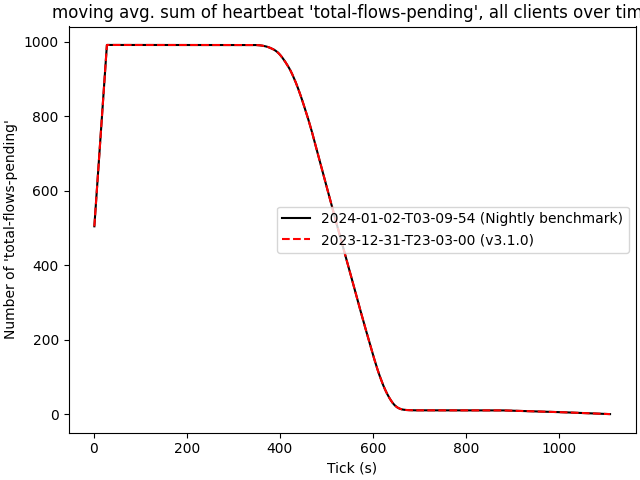 moving avg. sum of heartbeat 'total-flows-pending', all clients over tim
Number of 'total-flows-pending'
1000
800
600
400
200
0
2024-01-02-T03-09-54 (Nightly benchmark)
2023-12-31-T23-03-00 (v3.1.0)
0 200 400 600 800 1000
Tick (s)